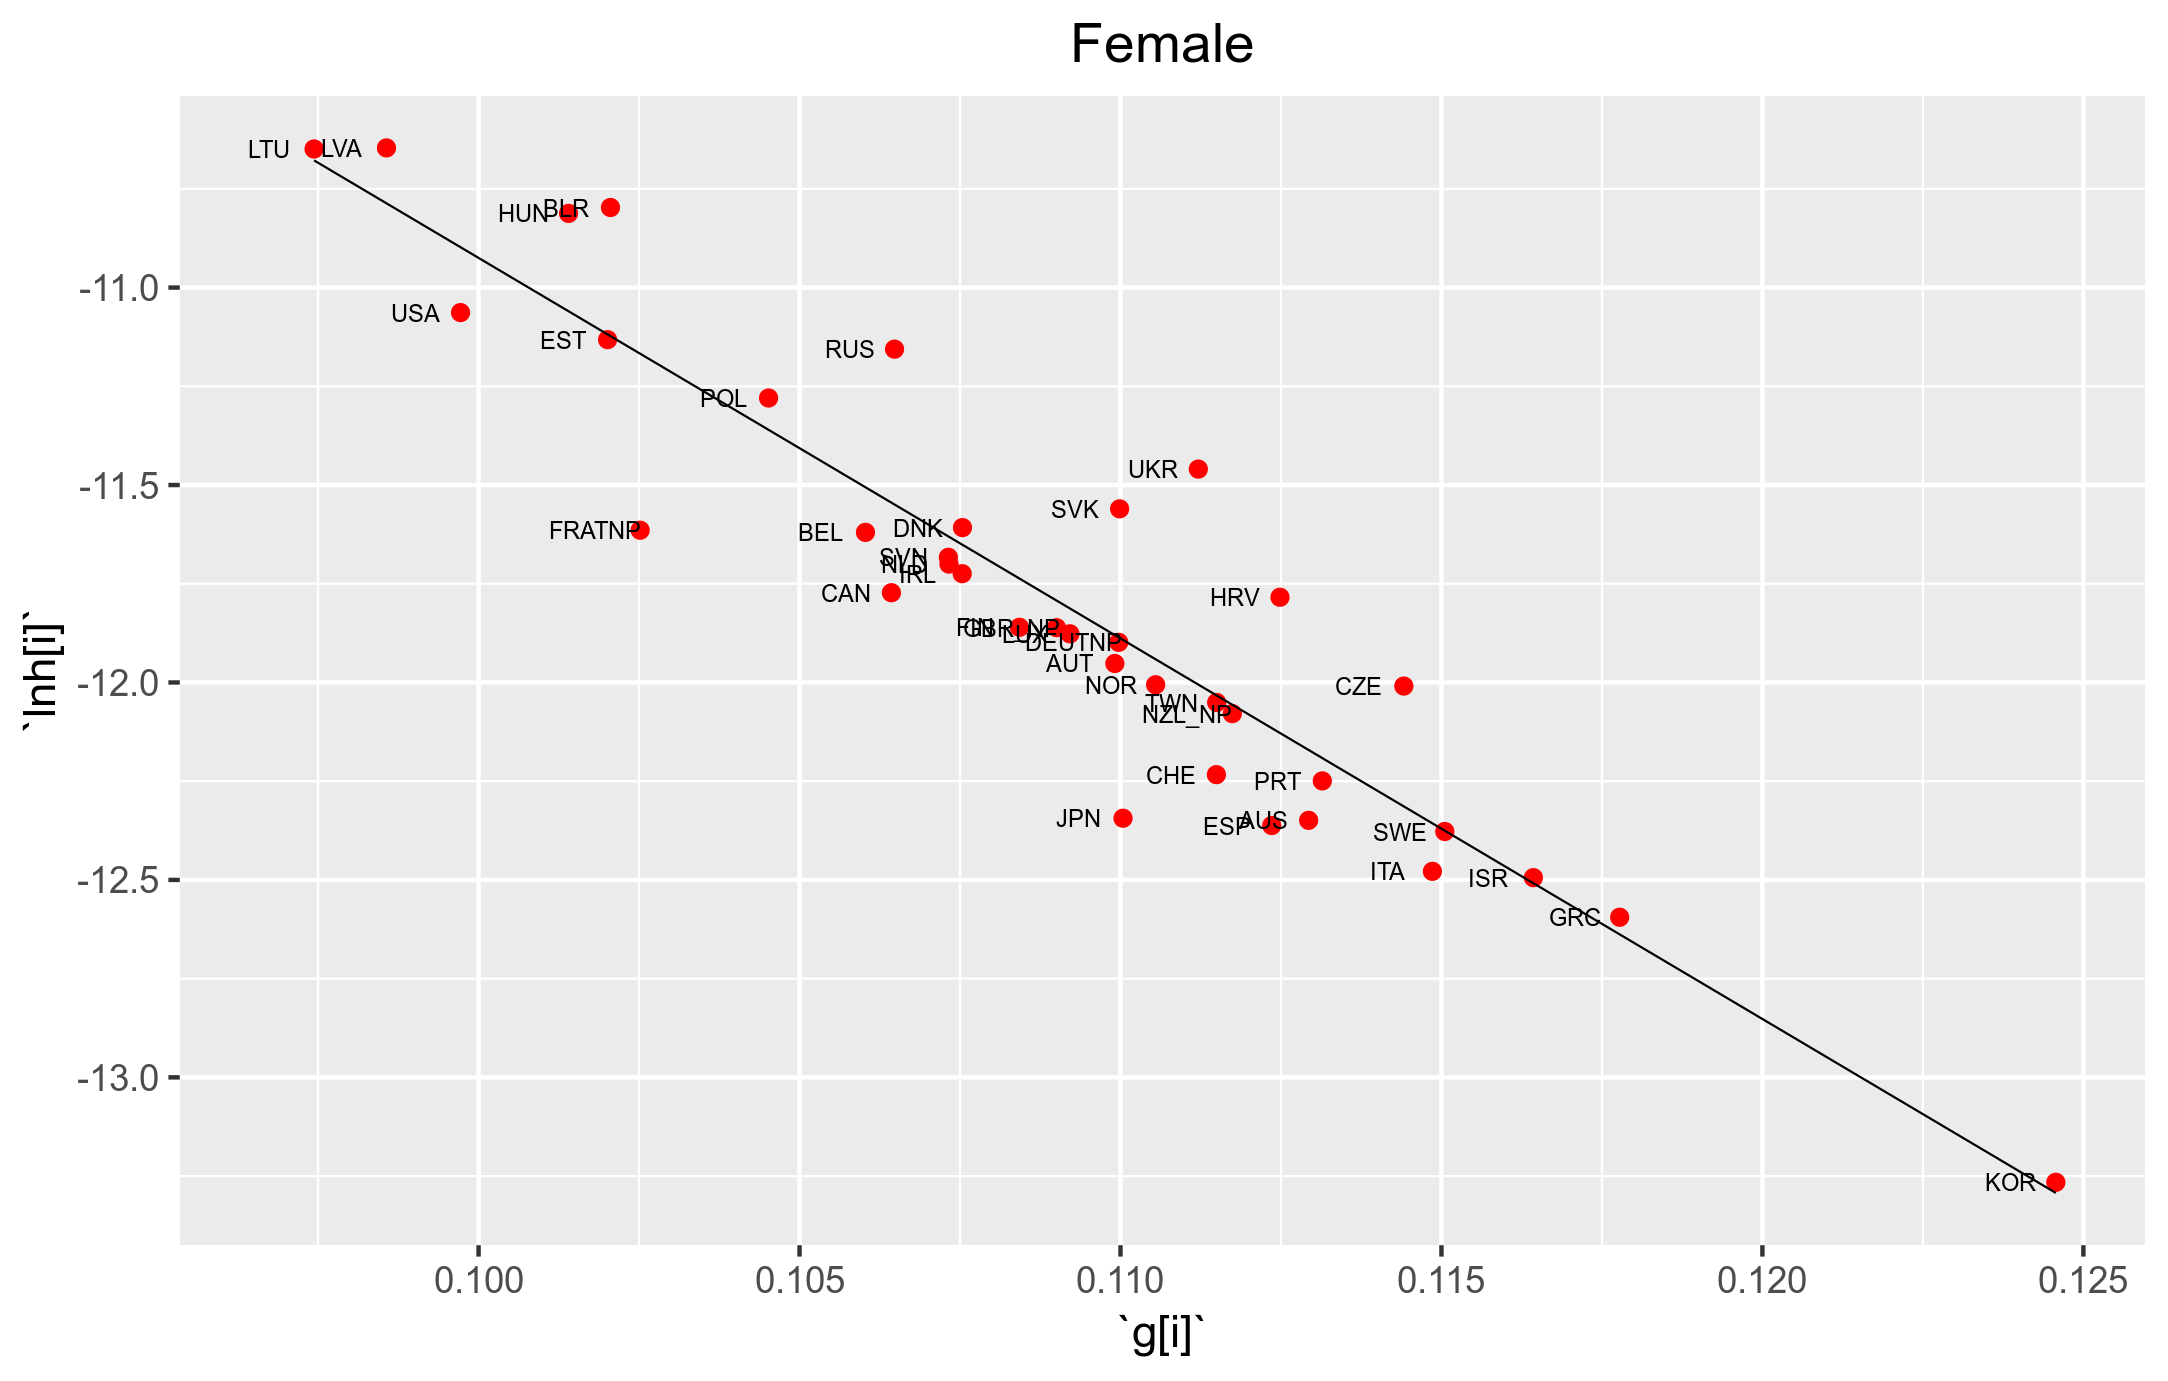 Female
LTU
LVA
HUN
BLR
-11.0
USA
EST
RUS
POL
UKR
-11.5
SVK
FRATNP
BEL
DNK
SVN
NLD
IRL
CAN
HRV
`lnh[i]`
FIN
GBR_NP
LUX
DEUTNP
AUT
-12.0
NOR
CZE
TWN
NZL_NP
CHE
PRT
JPN
ESP
AUS
SWE
ITA
-12.5
ISR
GRC
-13.0
KOR
0.100 0.105 0.110 0.115 0.120 0.125
`g[i]`